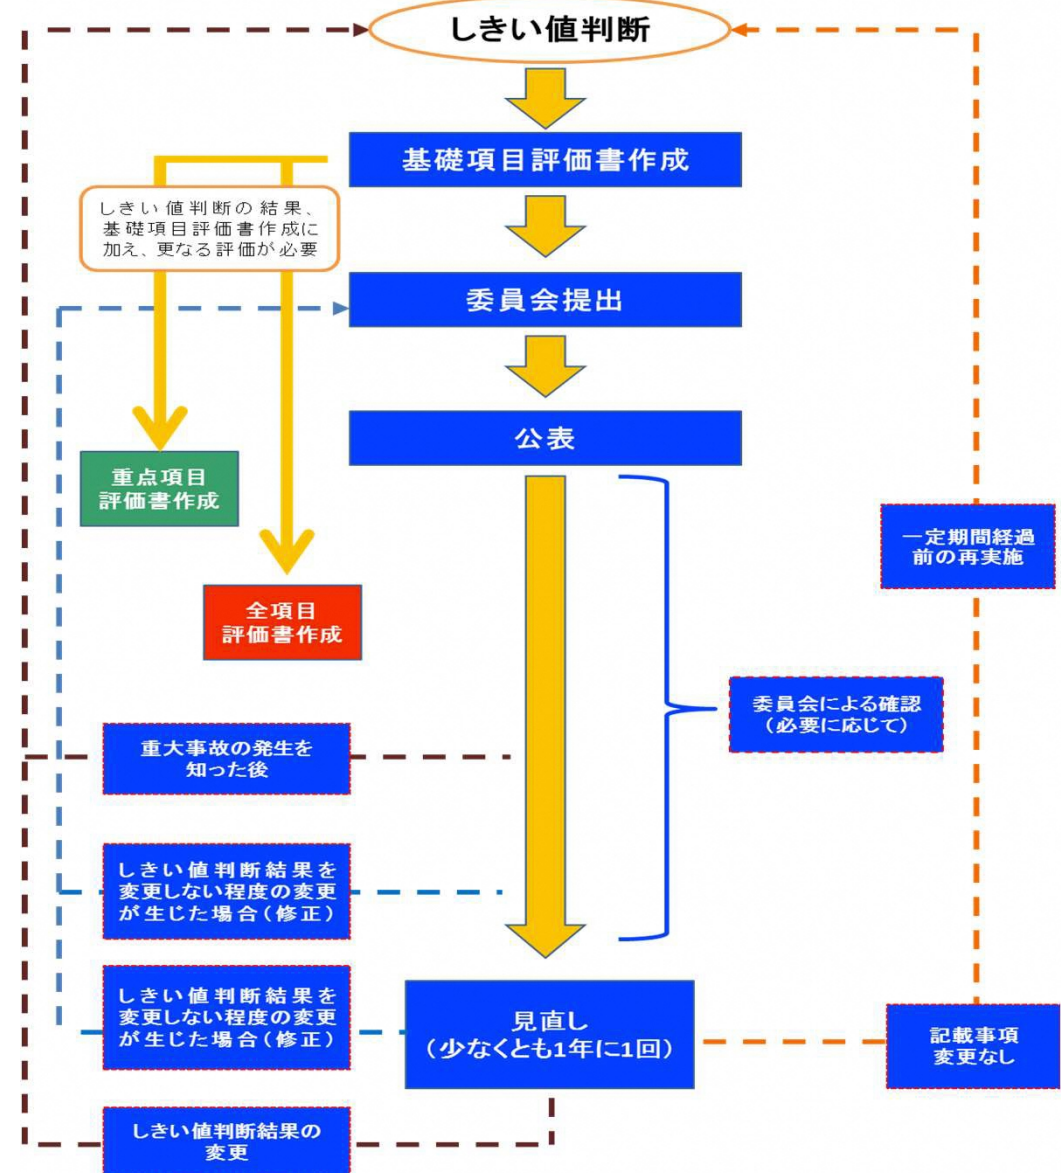 しきい値判断
基礎項目評価書作成
しきい値判断の結果、
基礎項目評価書作成に
加え、更なる評価が必要
委員会提出
公表
重点項目
評価書作成
一定期間経過
前の再実施
全項目
評価書作成
委員会による確認
(必要に応じて)
重大事故の発生を
知った後
しきい値判断結果を
変更しない程度の変更
が生じた場合(修正)
しきい値判断結果を
変更しない程度の変更
が生じた場合(修正)
見直し
(少なくとも1年に1回)
記載事項
変更なし
しきい値判断結果の
変更